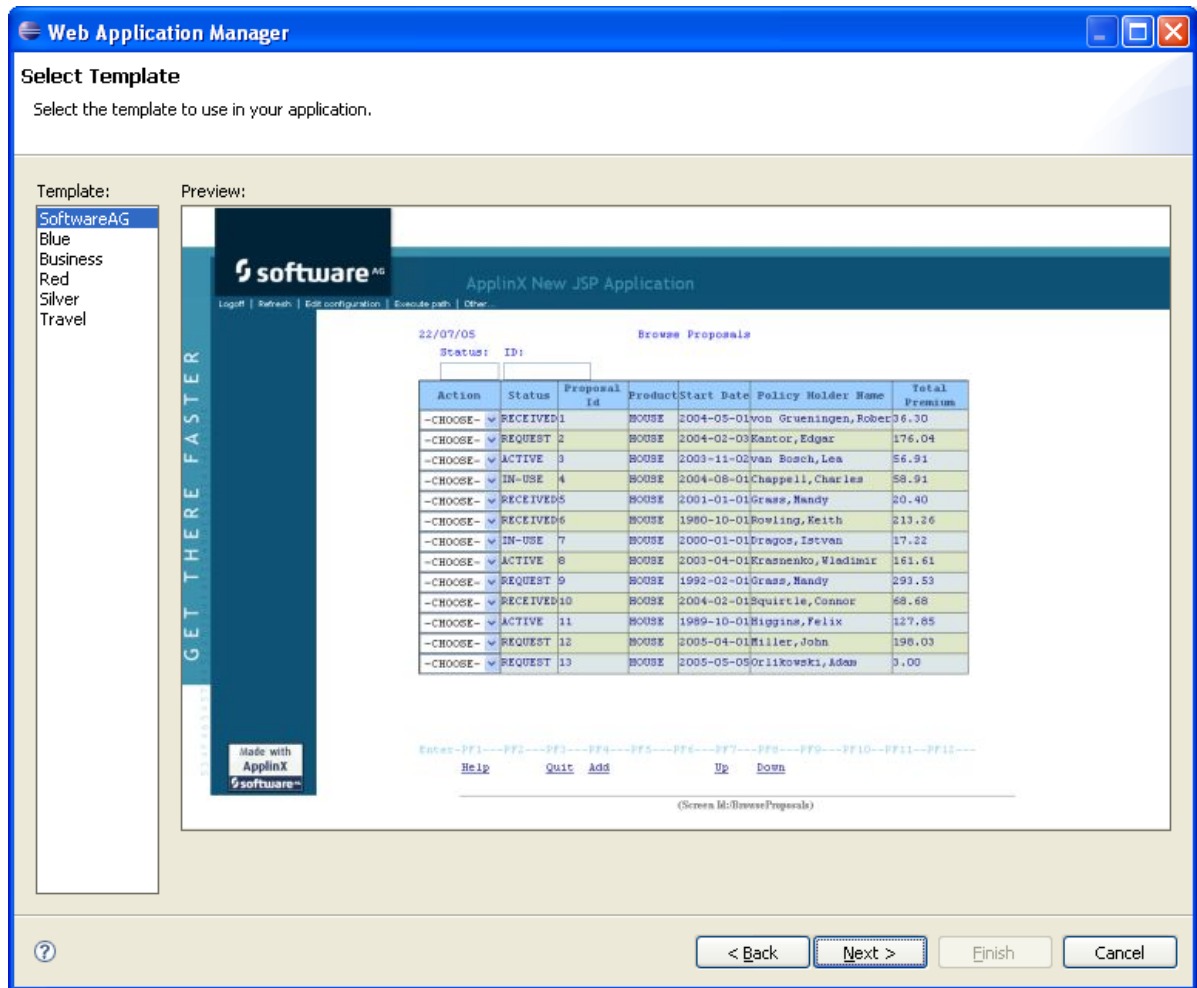 Web Application Manager
Select Template
Select the template to use in your application.
Template:
Preview:
SoftwareAG
Blue
Business
Red
Silver
Travel
software AG
ApplinX New JSP Application
Logoff | Refresh | Edit configuration | Execute path | Other...
GET THERE FASTER
22/07/05 Browse Proposals
Status: ID:
Action Status Proposal Id Product Start Date Policy Holder Name Total Premium
-CHOOSE- RECEIVED 1 HOUSE 2004-05-01 von Grueningen,Rober 36.30
-CHOOSE- REQUEST 2 HOUSE 2004-02-03 Kantor,Edgar 176.04
-CHOOSE- ACTIVE 3 HOUSE 2003-11-02 van Bosch,Lea 56.91
-CHOOSE- IN-USE 4 HOUSE 2004-08-01 Chappell,Charles 58.91
-CHOOSE- RECEIVED 5 HOUSE 2001-01-01 Grass,Mandy 20.40
-CHOOSE- RECEIVED 6 HOUSE 1980-10-01 Rowling,Keith 213.26
-CHOOSE- IN-USE 7 HOUSE 2000-01-01 Dragos,Istvan 17.22
-CHOOSE- ACTIVE 8 HOUSE 2003-04-01 Krasnenko,Wladimir 161.61
-CHOOSE- REQUEST 9 HOUSE 1992-02-01 Grass,Mandy 293.53
-CHOOSE- RECEIVED 10 HOUSE 2004-02-01 Squirtle,Connor 68.68
-CHOOSE- ACTIVE 11 HOUSE 1989-10-01 Higgins,Felix 127.85
-CHOOSE- REQUEST 12 HOUSE 2005-04-01 Miller,John 198.03
-CHOOSE- REQUEST 13 HOUSE 2005-05-05 Orlikowski,Adam 3.00
Made with
ApplinX
software AG
Enter-PF1---PF2---PF3---PF4---PF5---PF6---PF7---PF8---PF9---PF10--PF11--PF12---
Help Quit Add Up Down
(Screen Id:/BrowseProposals)
< Back
Next >
Finish
Cancel